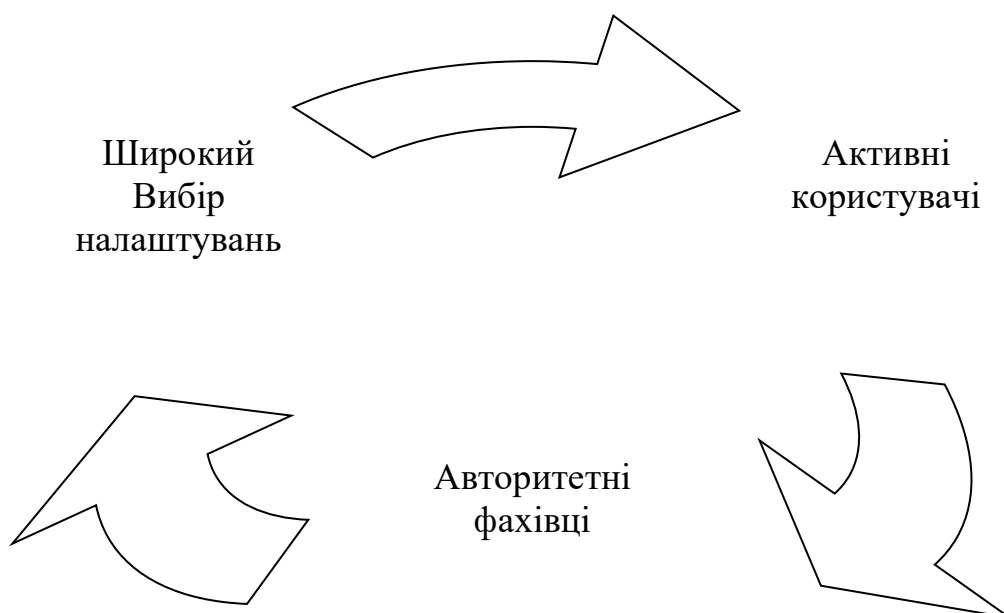 Широкий
Вибір
налаштувань
Активні
користувачі
Авторитетні
фахівці